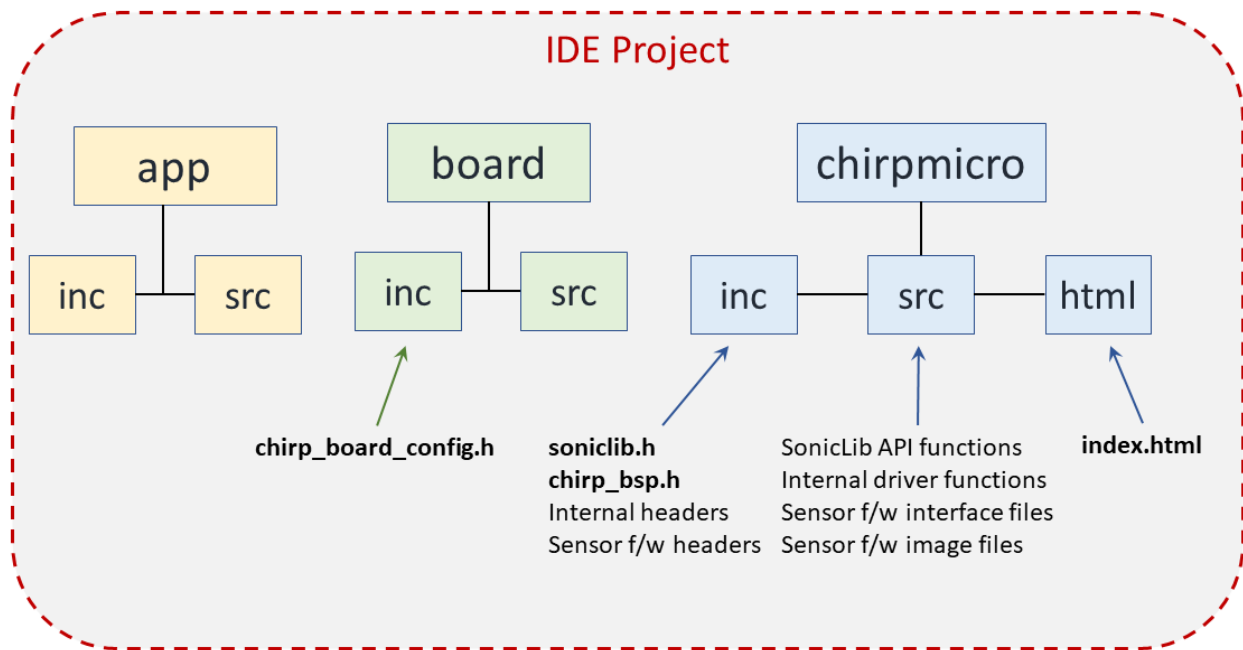 IDE Project
app
board
chirpmicro
inc
src
inc
src
inc
src
html
chirp_board_config.h
soniclib.h
chirp_bsp.h
Internal headers
Sensor f/w headers
SonicLib API functions
Internal driver functions
Sensor f/w interface files
Sensor f/w image files
index.html